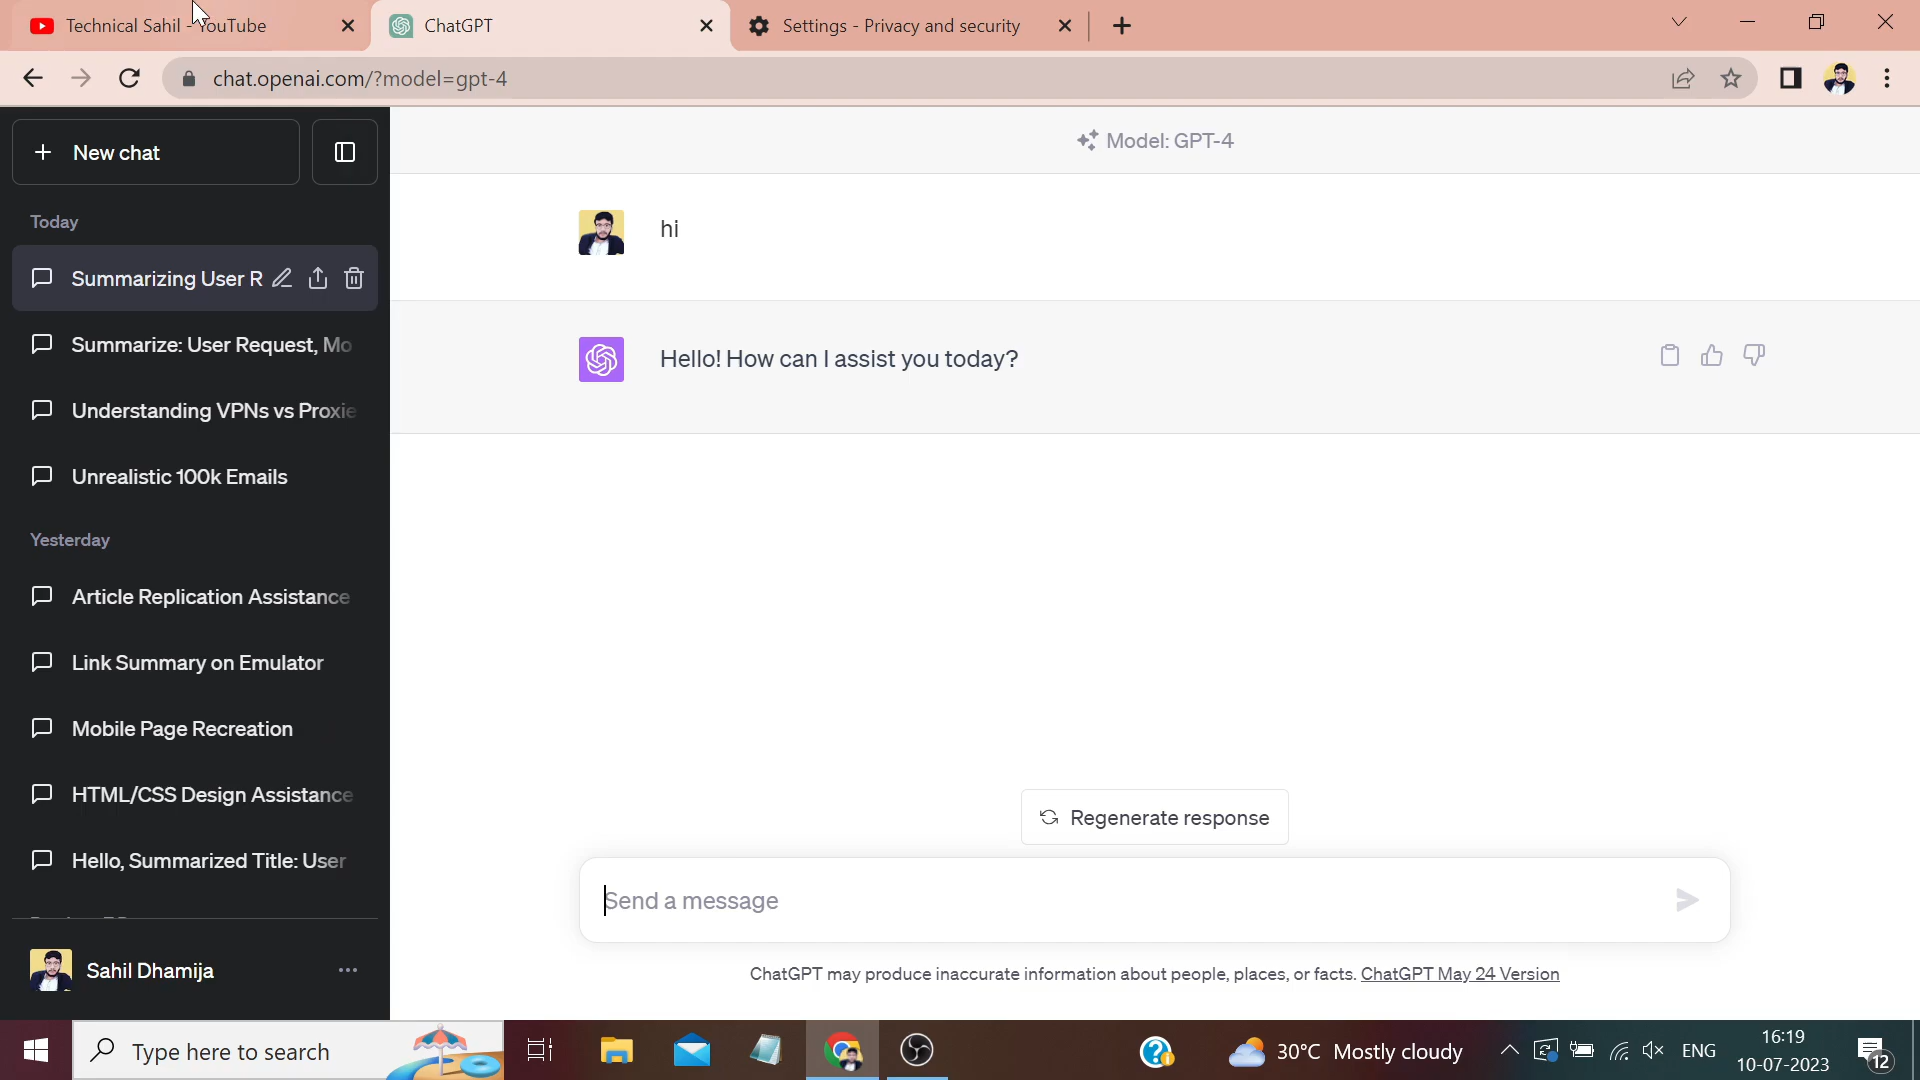 Technical Sahil - YouTube
ChatGPT
Settings - Privacy and security
chat.openai.com/?model=gpt-4
New chat
Model: GPT-4
Today
hi
Summarizing User R
Summarize: User Request, Mo
Hello! How can I assist you today?
Understanding VPNs vs Proxie
Unrealistic 100k Emails
Yesterday
Article Replication Assistance
Link Summary on Emulator
Mobile Page Recreation
HTML/CSS Design Assistance
Hello, Summarized Title: User
Regenerate response
Send a message
Sahil Dhamija
ChatGPT may produce inaccurate information about people, places, or facts. ChatGPT May 24 Version
Type here to search
30°C Mostly cloudy
ENG
16:19
10-07-2023
12